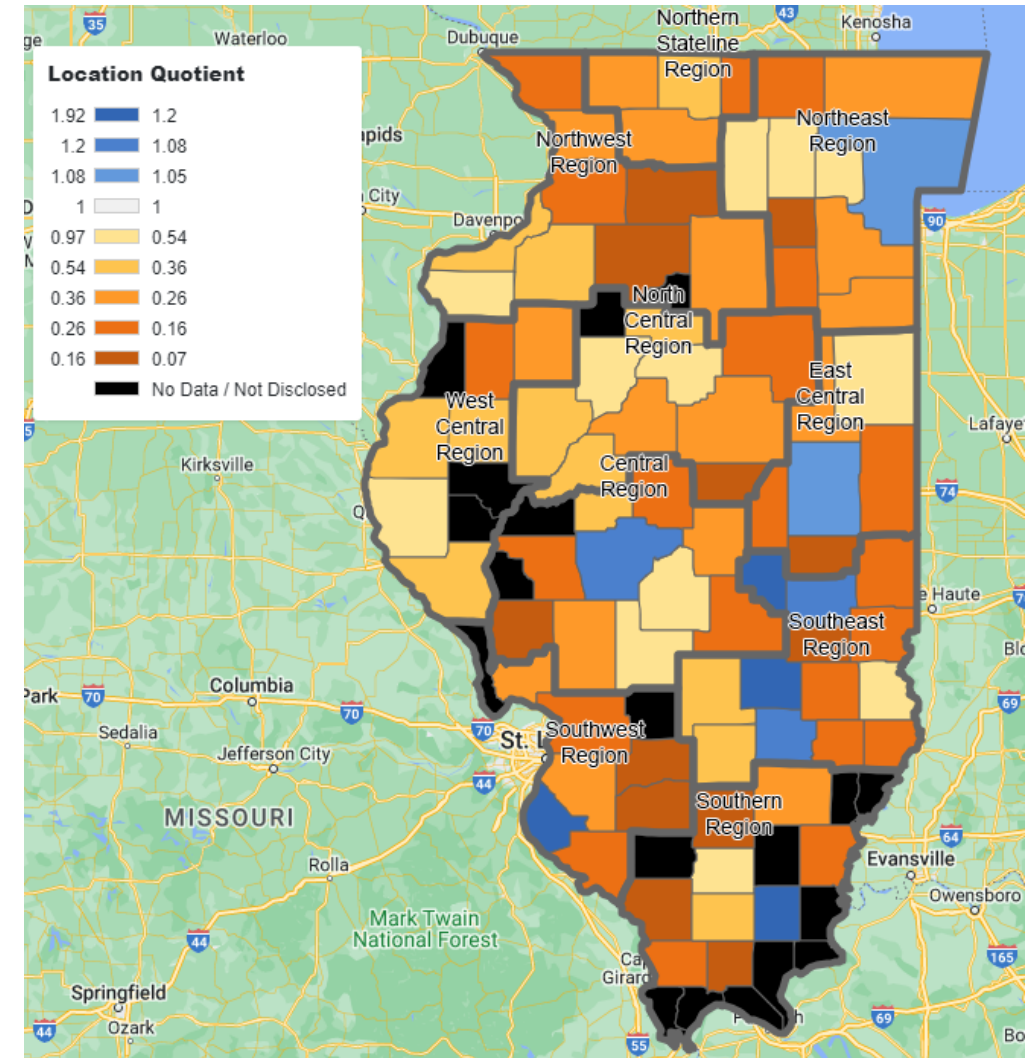 35
43
Waterloo
Dubuque
Kenosha
Northern
Stateline
Region
Location Quotient
1.92 1.2
1.2 1.08
1.08 1.05
1 1
0.97 0.54
0.54 0.36
0.36 0.26
0.26 0.16
0.16 0.07
No Data / Not Disclosed
Northeast
Region
Northwest
Region
City
90
North
Central
Region
West
Central
Region
East
Central
Region
Kirksville
Central
Region
74
Haute
Southeast
Region
Park
70
Columbia
70
70
69
Sedalia
Jefferson City
St.
Southwest
Region
44
MISSOURI
Southern
Region
64
Rolla
Evansville
Owensboro
Mark Twain
National Forest
44
165
Springfield
44
Ozark
55
69